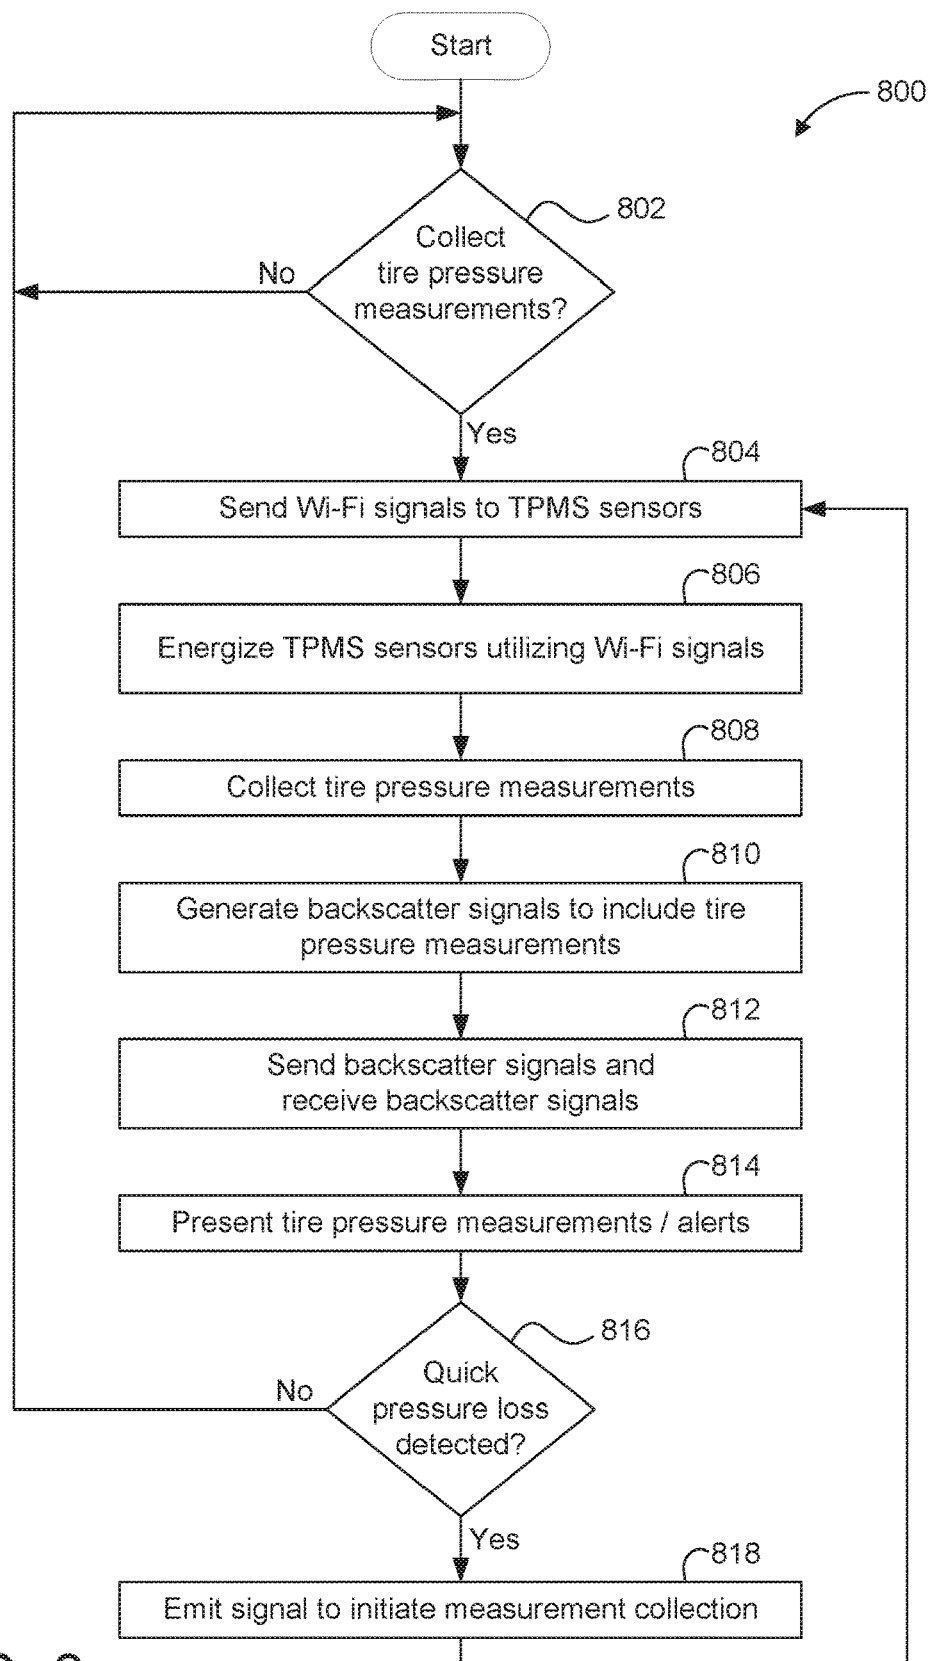 Start
800
802
Collect
tire pressure
measurements?
No
Yes
804
Send Wi-Fi signals to TPMS sensors
806
Energize TPMS sensors utilizing Wi-Fi signals
808
Collect tire pressure measurements
810
Generate backscatter signals to include tire
pressure measurements
812
Send backscatter signals and
receive backscatter signals
814
Present tire pressure measurements / alerts
816
Quick
pressure loss
detected?
No
Yes
818
Emit signal to initiate measurement collection